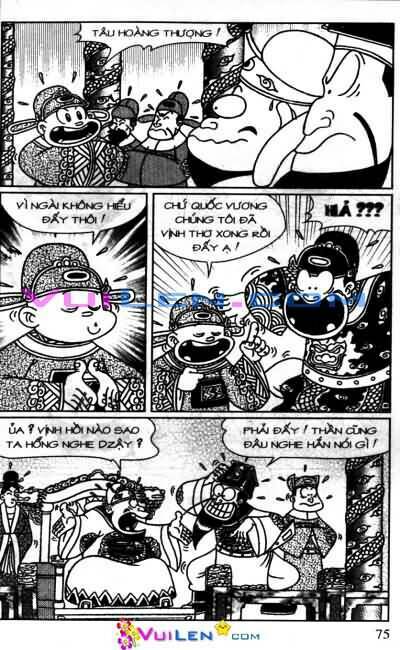 TÂU HOÀNG THƯỢNG !
VÌ NGÀI KHÔNG HIỂU
ĐẤY THÔI !
CHỨ QUỐC VƯƠNG
CHÚNG TÔI ĐÃ
VỊNH THƠ XONG RỒI
ĐẤY Ạ !
HẢ ???
VUILEN.COM
ỦA ? VỊNH HỒI NÀO SAO
TA HỔNG NGHE DZẬY ?
PHẢI ĐẤY ! THẦN CŨNG
ĐÂU NGHE HẮN NÓI GÌ !
75
VUILEN.COM